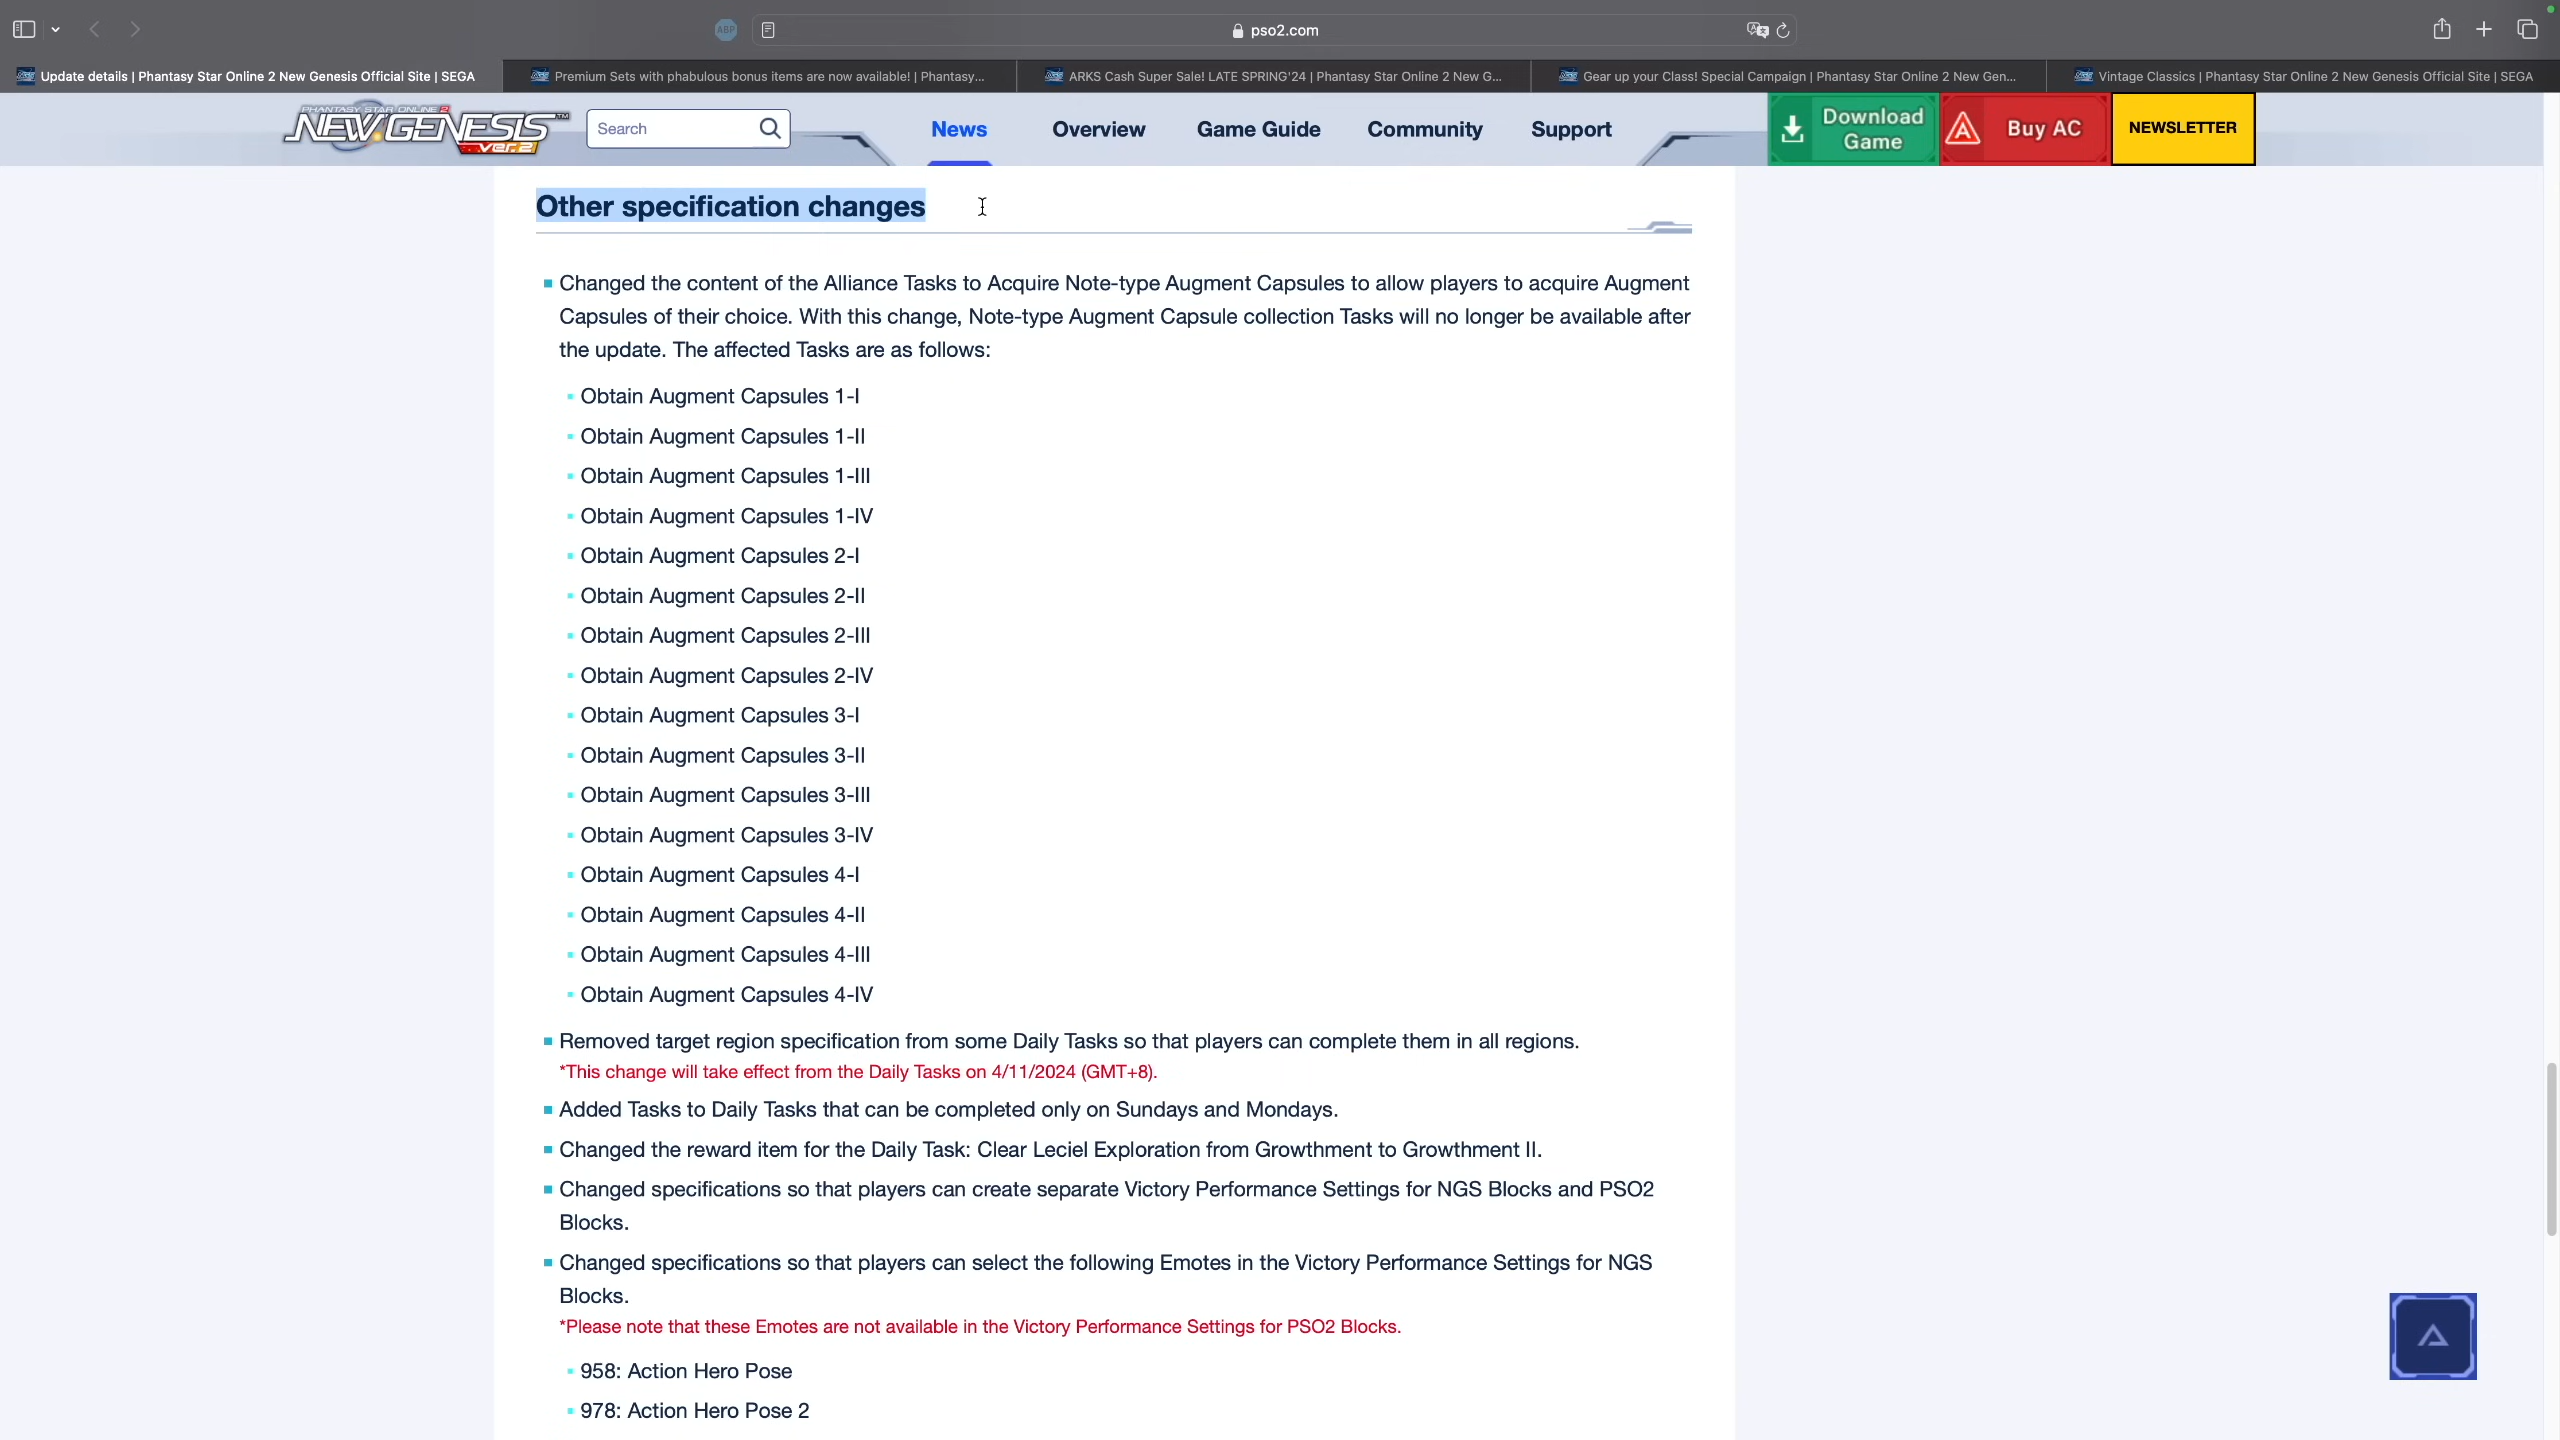 ABP
pso2.com
Update details | Phantasy Star Online 2 New Genesis Official Site | SEGA
Premium Sets with phabulous bonus items are now available! | Phantasy...
ARKS Cash Super Sale! LATE SPRING'24 | Phantasy Star Online 2 New G...
Gear up your Class! Special Campaign | Phantasy Star Online 2 New Gen...
Vintage Classics | Phantasy Star Online 2 New Genesis Official Site | SEGA
PHANTASY STAR ONLINE 2
NEW GENESIS™
ver.2
Search
News
Overview
Game Guide
Community
Support
Download
Game
Buy AC
NEWSLETTER
Other specification changes
Changed the content of the Alliance Tasks to Acquire Note-type Augment Capsules to allow players to acquire Augment
Capsules of their choice. With this change, Note-type Augment Capsule collection Tasks will no longer be available after
the update. The affected Tasks are as follows:
Obtain Augment Capsules 1-I
Obtain Augment Capsules 1-II
Obtain Augment Capsules 1-III
Obtain Augment Capsules 1-IV
Obtain Augment Capsules 2-I
Obtain Augment Capsules 2-II
Obtain Augment Capsules 2-III
Obtain Augment Capsules 2-IV
Obtain Augment Capsules 3-I
Obtain Augment Capsules 3-II
Obtain Augment Capsules 3-III
Obtain Augment Capsules 3-IV
Obtain Augment Capsules 4-I
Obtain Augment Capsules 4-II
Obtain Augment Capsules 4-III
Obtain Augment Capsules 4-IV
Removed target region specification from some Daily Tasks so that players can complete them in all regions.
*This change will take effect from the Daily Tasks on 4/11/2024 (GMT+8).
Added Tasks to Daily Tasks that can be completed only on Sundays and Mondays.
Changed the reward item for the Daily Task: Clear Leciel Exploration from Growthment to Growthment II.
Changed specifications so that players can create separate Victory Performance Settings for NGS Blocks and PSO2
Blocks.
Changed specifications so that players can select the following Emotes in the Victory Performance Settings for NGS
Blocks.
*Please note that these Emotes are not available in the Victory Performance Settings for PSO2 Blocks.
958: Action Hero Pose
978: Action Hero Pose 2